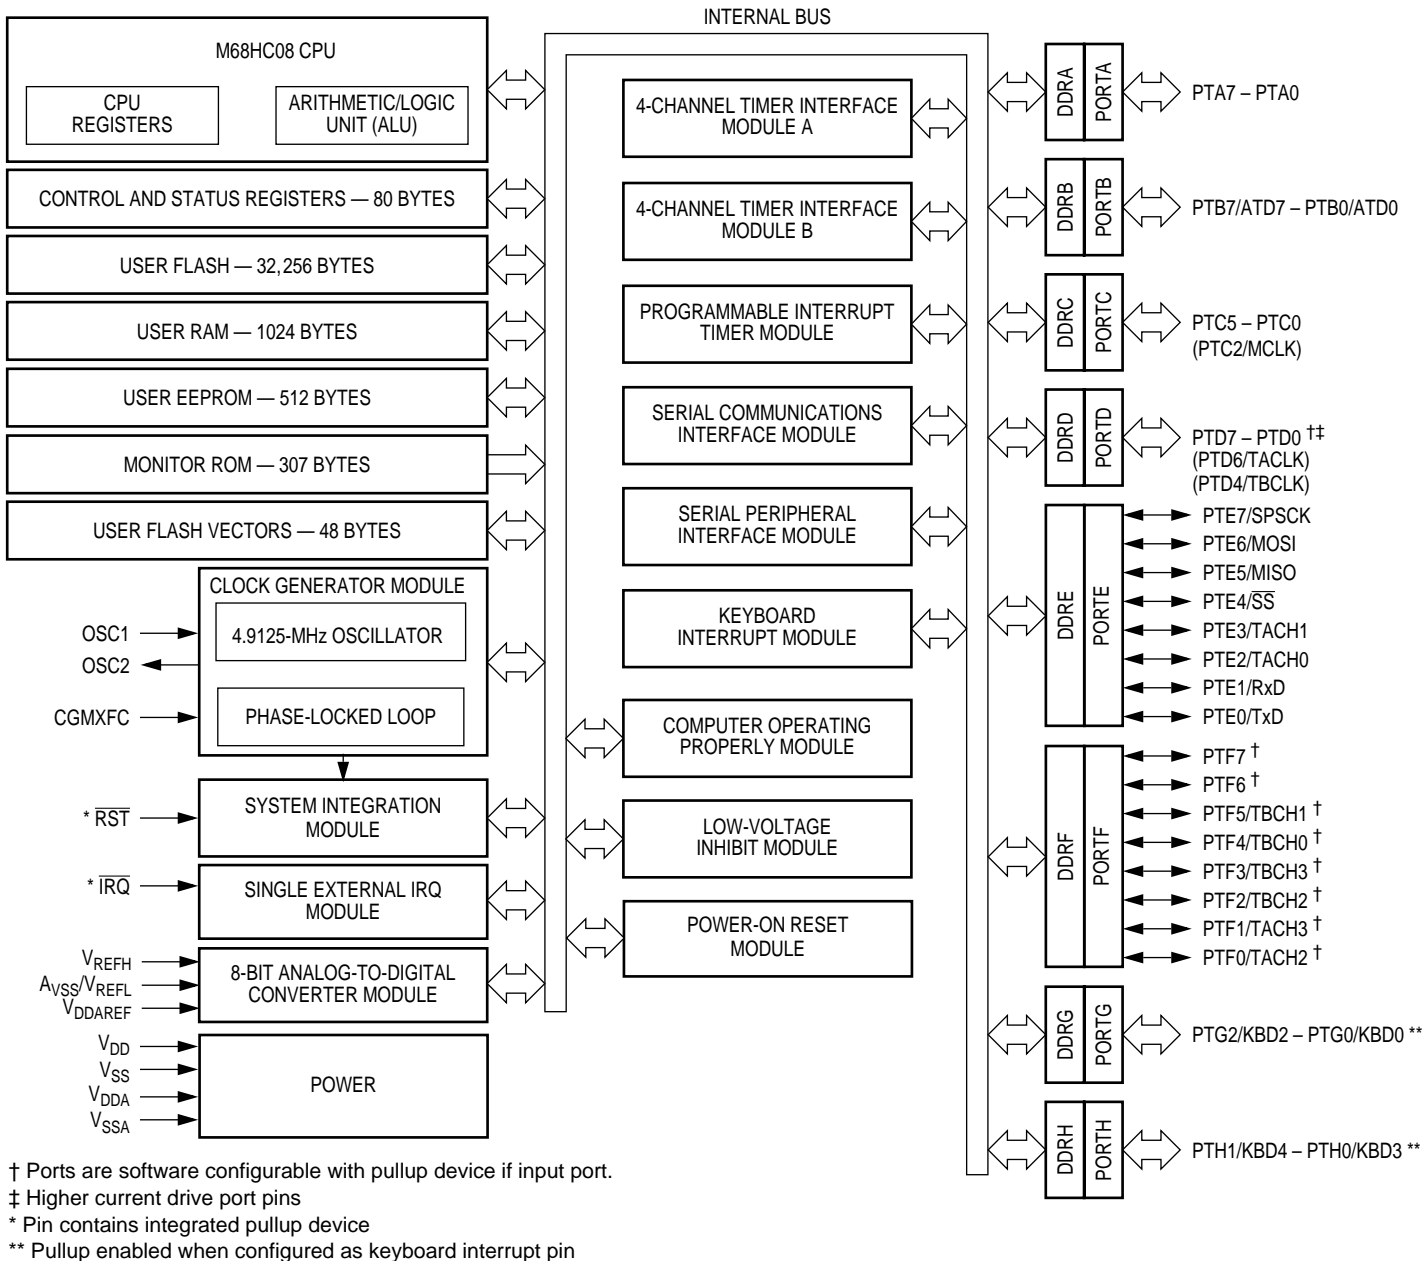 INTERNAL BUS
M68HC08 CPU
CPU
REGISTERS
ARITHMETIC/LOGIC
UNIT (ALU)
CONTROL AND STATUS REGISTERS — 80 BYTES
USER FLASH — 32,256 BYTES
USER RAM — 1024 BYTES
USER EEPROM — 512 BYTES
MONITOR ROM — 307 BYTES
USER FLASH VECTORS — 48 BYTES
CLOCK GENERATOR MODULE
4.9125-MHz OSCILLATOR
PHASE-LOCKED LOOP
OSC1
OSC2
CGMXFC
SYSTEM INTEGRATION
MODULE
* RST
SINGLE EXTERNAL IRQ
MODULE
* IRQ
8-BIT ANALOG-TO-DIGITAL
CONVERTER MODULE
VREFH
AVSS/VREFL
VDDAREF
POWER
VDD
VSS
VDDA
VSSA
4-CHANNEL TIMER INTERFACE
MODULE A
4-CHANNEL TIMER INTERFACE
MODULE B
PROGRAMMABLE INTERRUPT
TIMER MODULE
SERIAL COMMUNICATIONS
INTERFACE MODULE
SERIAL PERIPHERAL
INTERFACE MODULE
KEYBOARD
INTERRUPT MODULE
COMPUTER OPERATING
PROPERLY MODULE
LOW-VOLTAGE
INHIBIT MODULE
POWER-ON RESET
MODULE
DDRA
PORTA
PTA7 – PTA0
DDRB
PORTB
PTB7/ATD7 – PTB0/ATD0
DDRC
PORTC
PTC5 – PTC0
(PTC2/MCLK)
DDRD
PORTD
PTD7 – PTD0 †‡
(PTD6/TACLK)
(PTD4/TBCLK)
DDRE
PORTE
PTE7/SPSCK
PTE6/MOSI
PTE5/MISO
PTE4/SS
PTE3/TACH1
PTE2/TACH0
PTE1/RxD
PTE0/TxD
DDRF
PORTF
PTF7 †
PTF6 †
PTF5/TBCH1 †
PTF4/TBCH0 †
PTF3/TBCH3 †
PTF2/TBCH2 †
PTF1/TACH3 †
PTF0/TACH2 †
DDRG
PORTG
PTG2/KBD2 – PTG0/KBD0 **
DDRH
PORTH
PTH1/KBD4 – PTH0/KBD3 **
† Ports are software configurable with pullup device if input port.
‡ Higher current drive port pins
* Pin contains integrated pullup device
** Pullup enabled when configured as keyboard interrupt pin